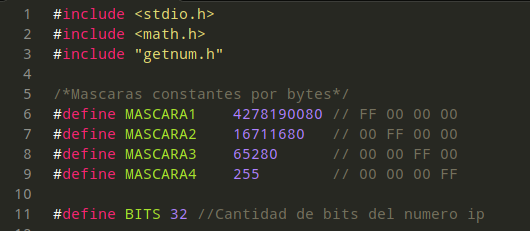 1 #include <stdio.h>
2 #include <math.h>
3 #include "getnum.h"
4
5 /*Mascaras constantes por bytes*/
6 #define MASCARA1 4278190080 // FF 00 00 00
7 #define MASCARA2 16711680 // 00 FF 00 00
8 #define MASCARA3 65280 // 00 00 FF 00
9 #define MASCARA4 255 // 00 00 00 FF
10
11 #define BITS 32 //Cantidad de bits del numero ip